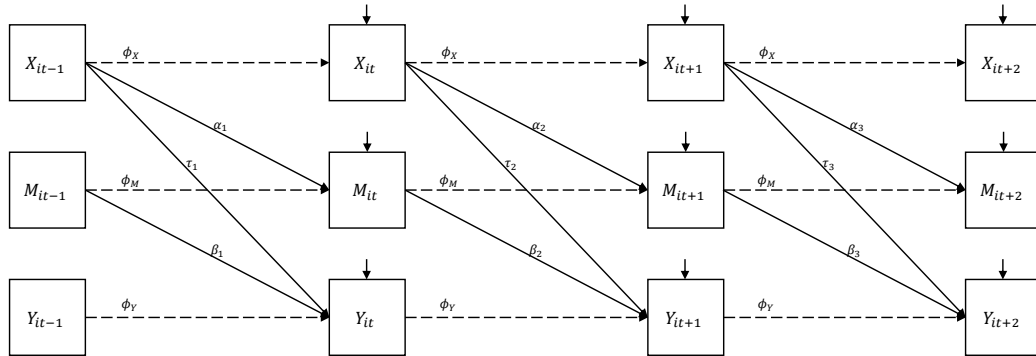 ϕ_X ϕ_X ϕ_X
X_{it−1} X_{it} X_{it+1} X_{it+2}
α_1 α_2 α_3
τ_1 τ_2 τ_3
ϕ_M ϕ_M ϕ_M
M_{it−1} M_{it} M_{it+1} M_{it+2}
β_1 β_2 β_3
ϕ_Y ϕ_Y ϕ_Y
Y_{it−1} Y_{it} Y_{it+1} Y_{it+2}